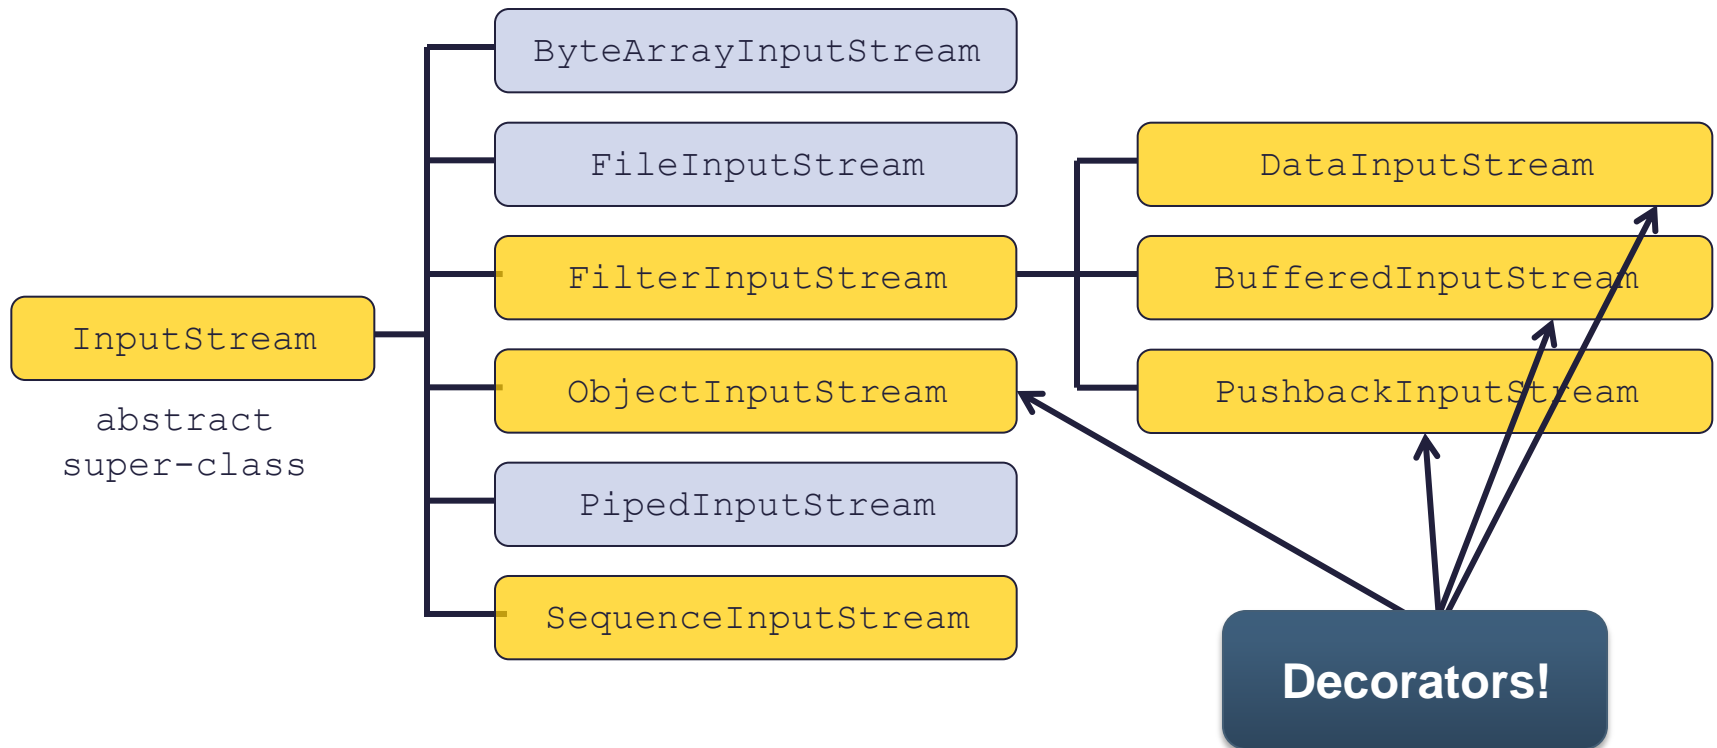 ByteArrayInputStream
FileInputStream
DataInputStream
FilterInputStream
BufferedInputStream
InputStream
abstract
super-class
ObjectInputStream
PushbackInputStream
PipedInputStream
SequenceInputStream
Decorators!